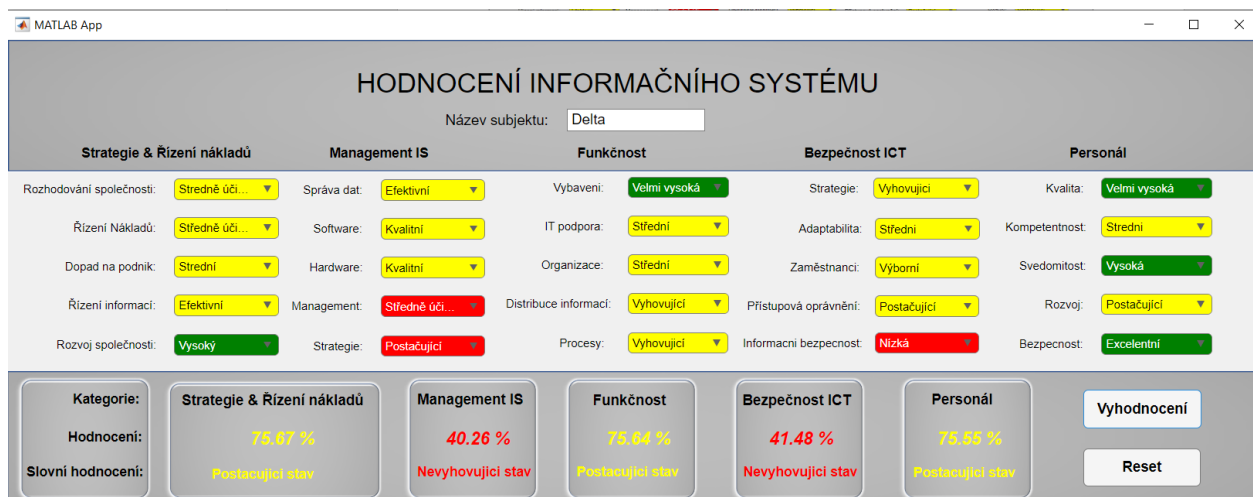 MATLAB App
HODNOCENÍ INFORMAČNÍHO SYSTÉMU
Název subjektu: Delta
Strategie & Řízení nákladů Management IS Funkčnost Bezpečnost ICT Personál
Rozhodování společnosti: Stredně úči... Správa dat: Efektivní Vybaveni: Velmi vysoká Strategie: Vyhovujici Kvalita: Velmi vysoká
Řízení Nákladů: Středně úči... Software: Kvalitní IT podpora: Střední Adaptabilita: Středni Kompetentnost: Stredni
Dopad na podnik: Strední Hardware: Kvalitní Organizace: Střední Zaměstnanci: Výborní Svedomitost: Vysoká
Řízení informací: Efektivní Management: Středně úči... Distribuce informací: Vyhovující Přístupová oprávnění: Postačující Rozvoj: Postačující
Rozvoj společnosti: Vysoký Strategie: Postačující Procesy: Vyhovujicí Informacni bezpecnost: Nízká Bezpecnost: Excelentní
Kategorie: Strategie & Řízení nákladů Management IS Funkčnost Bezpečnost ICT Personál Vyhodnocení
Hodnocení: 75.67 % 40.26 % 75.64 % 41.48 % 75.55 %
Slovní hodnocení: Postacujici stav Nevyhovujici stav Postacujici stav Nevyhovujici stav Postacujici stav Reset